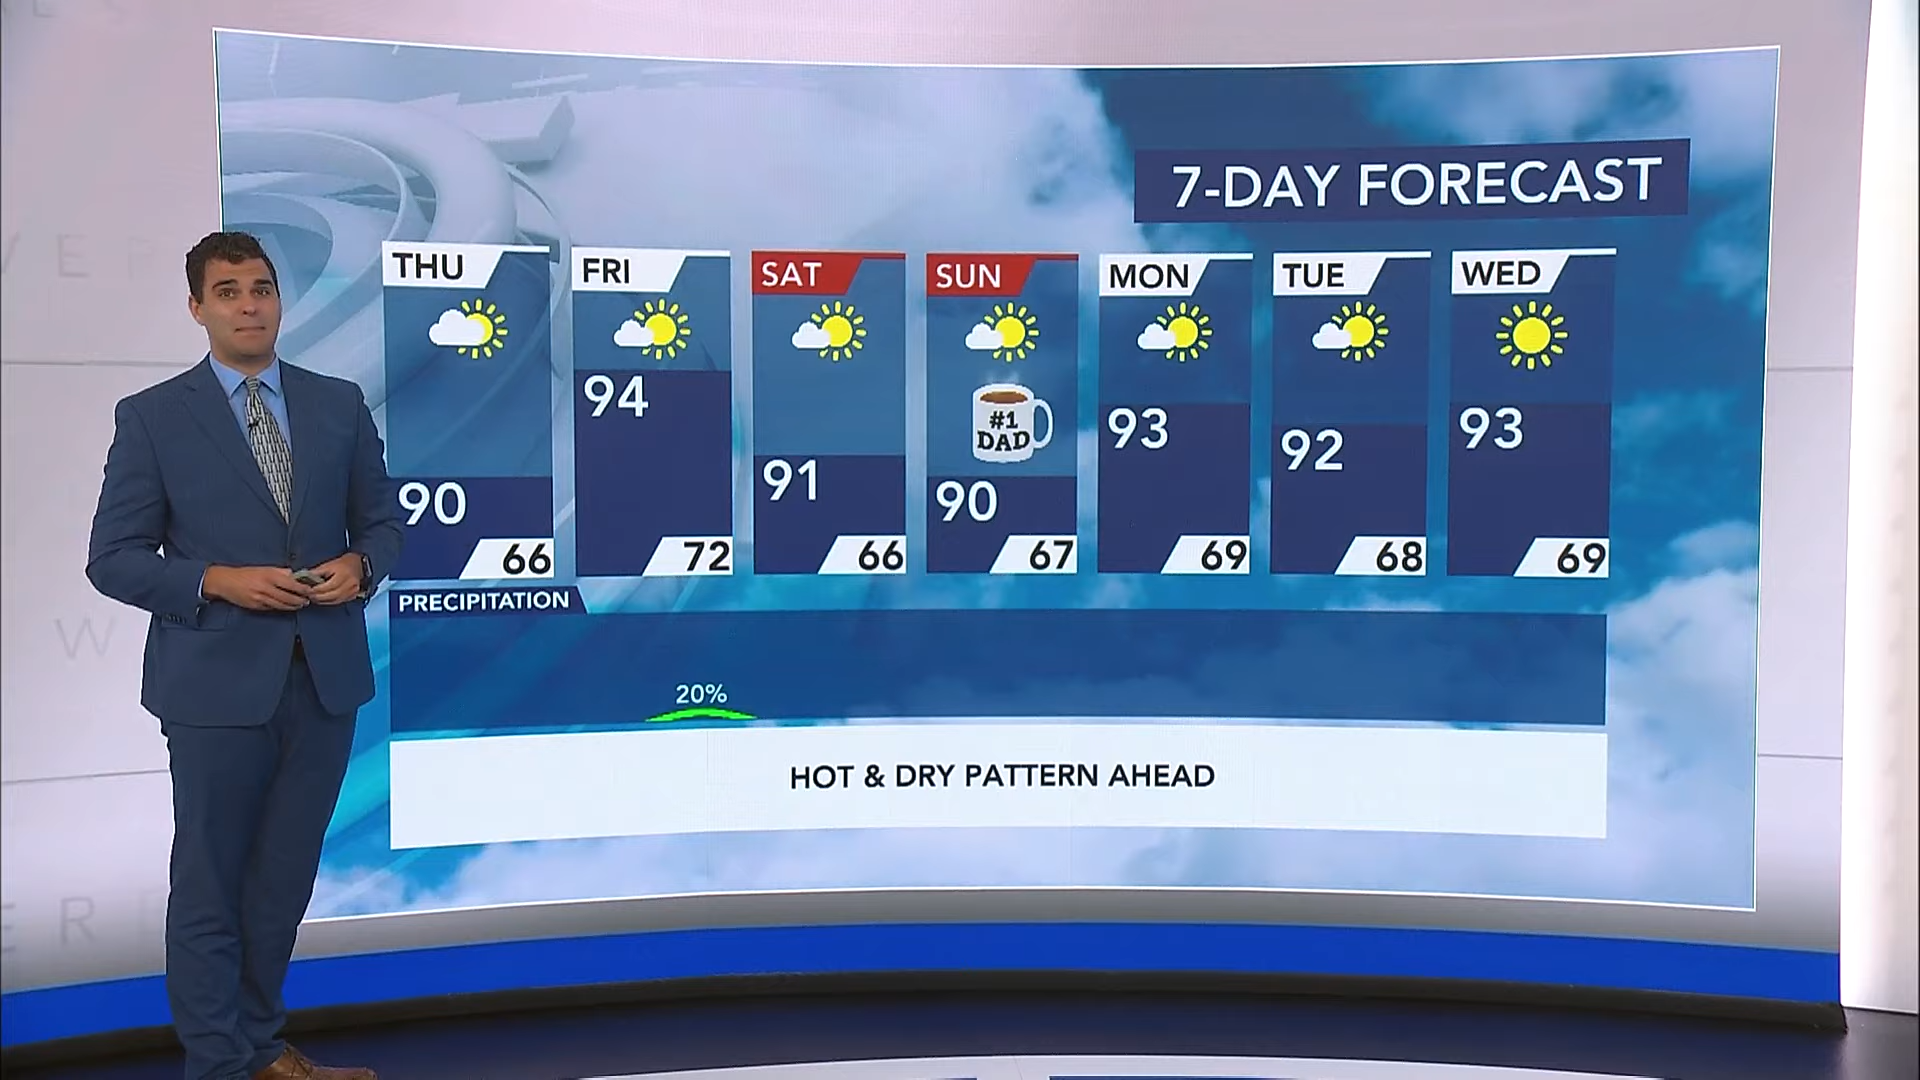 7-DAY FORECAST
THU
FRI
SAT
SUN
MON
TUE
WED
#1
DAD
90
94
91
90
93
92
93
66
72
66
67
69
68
69
PRECIPITATION
20%
HOT & DRY PATTERN AHEAD